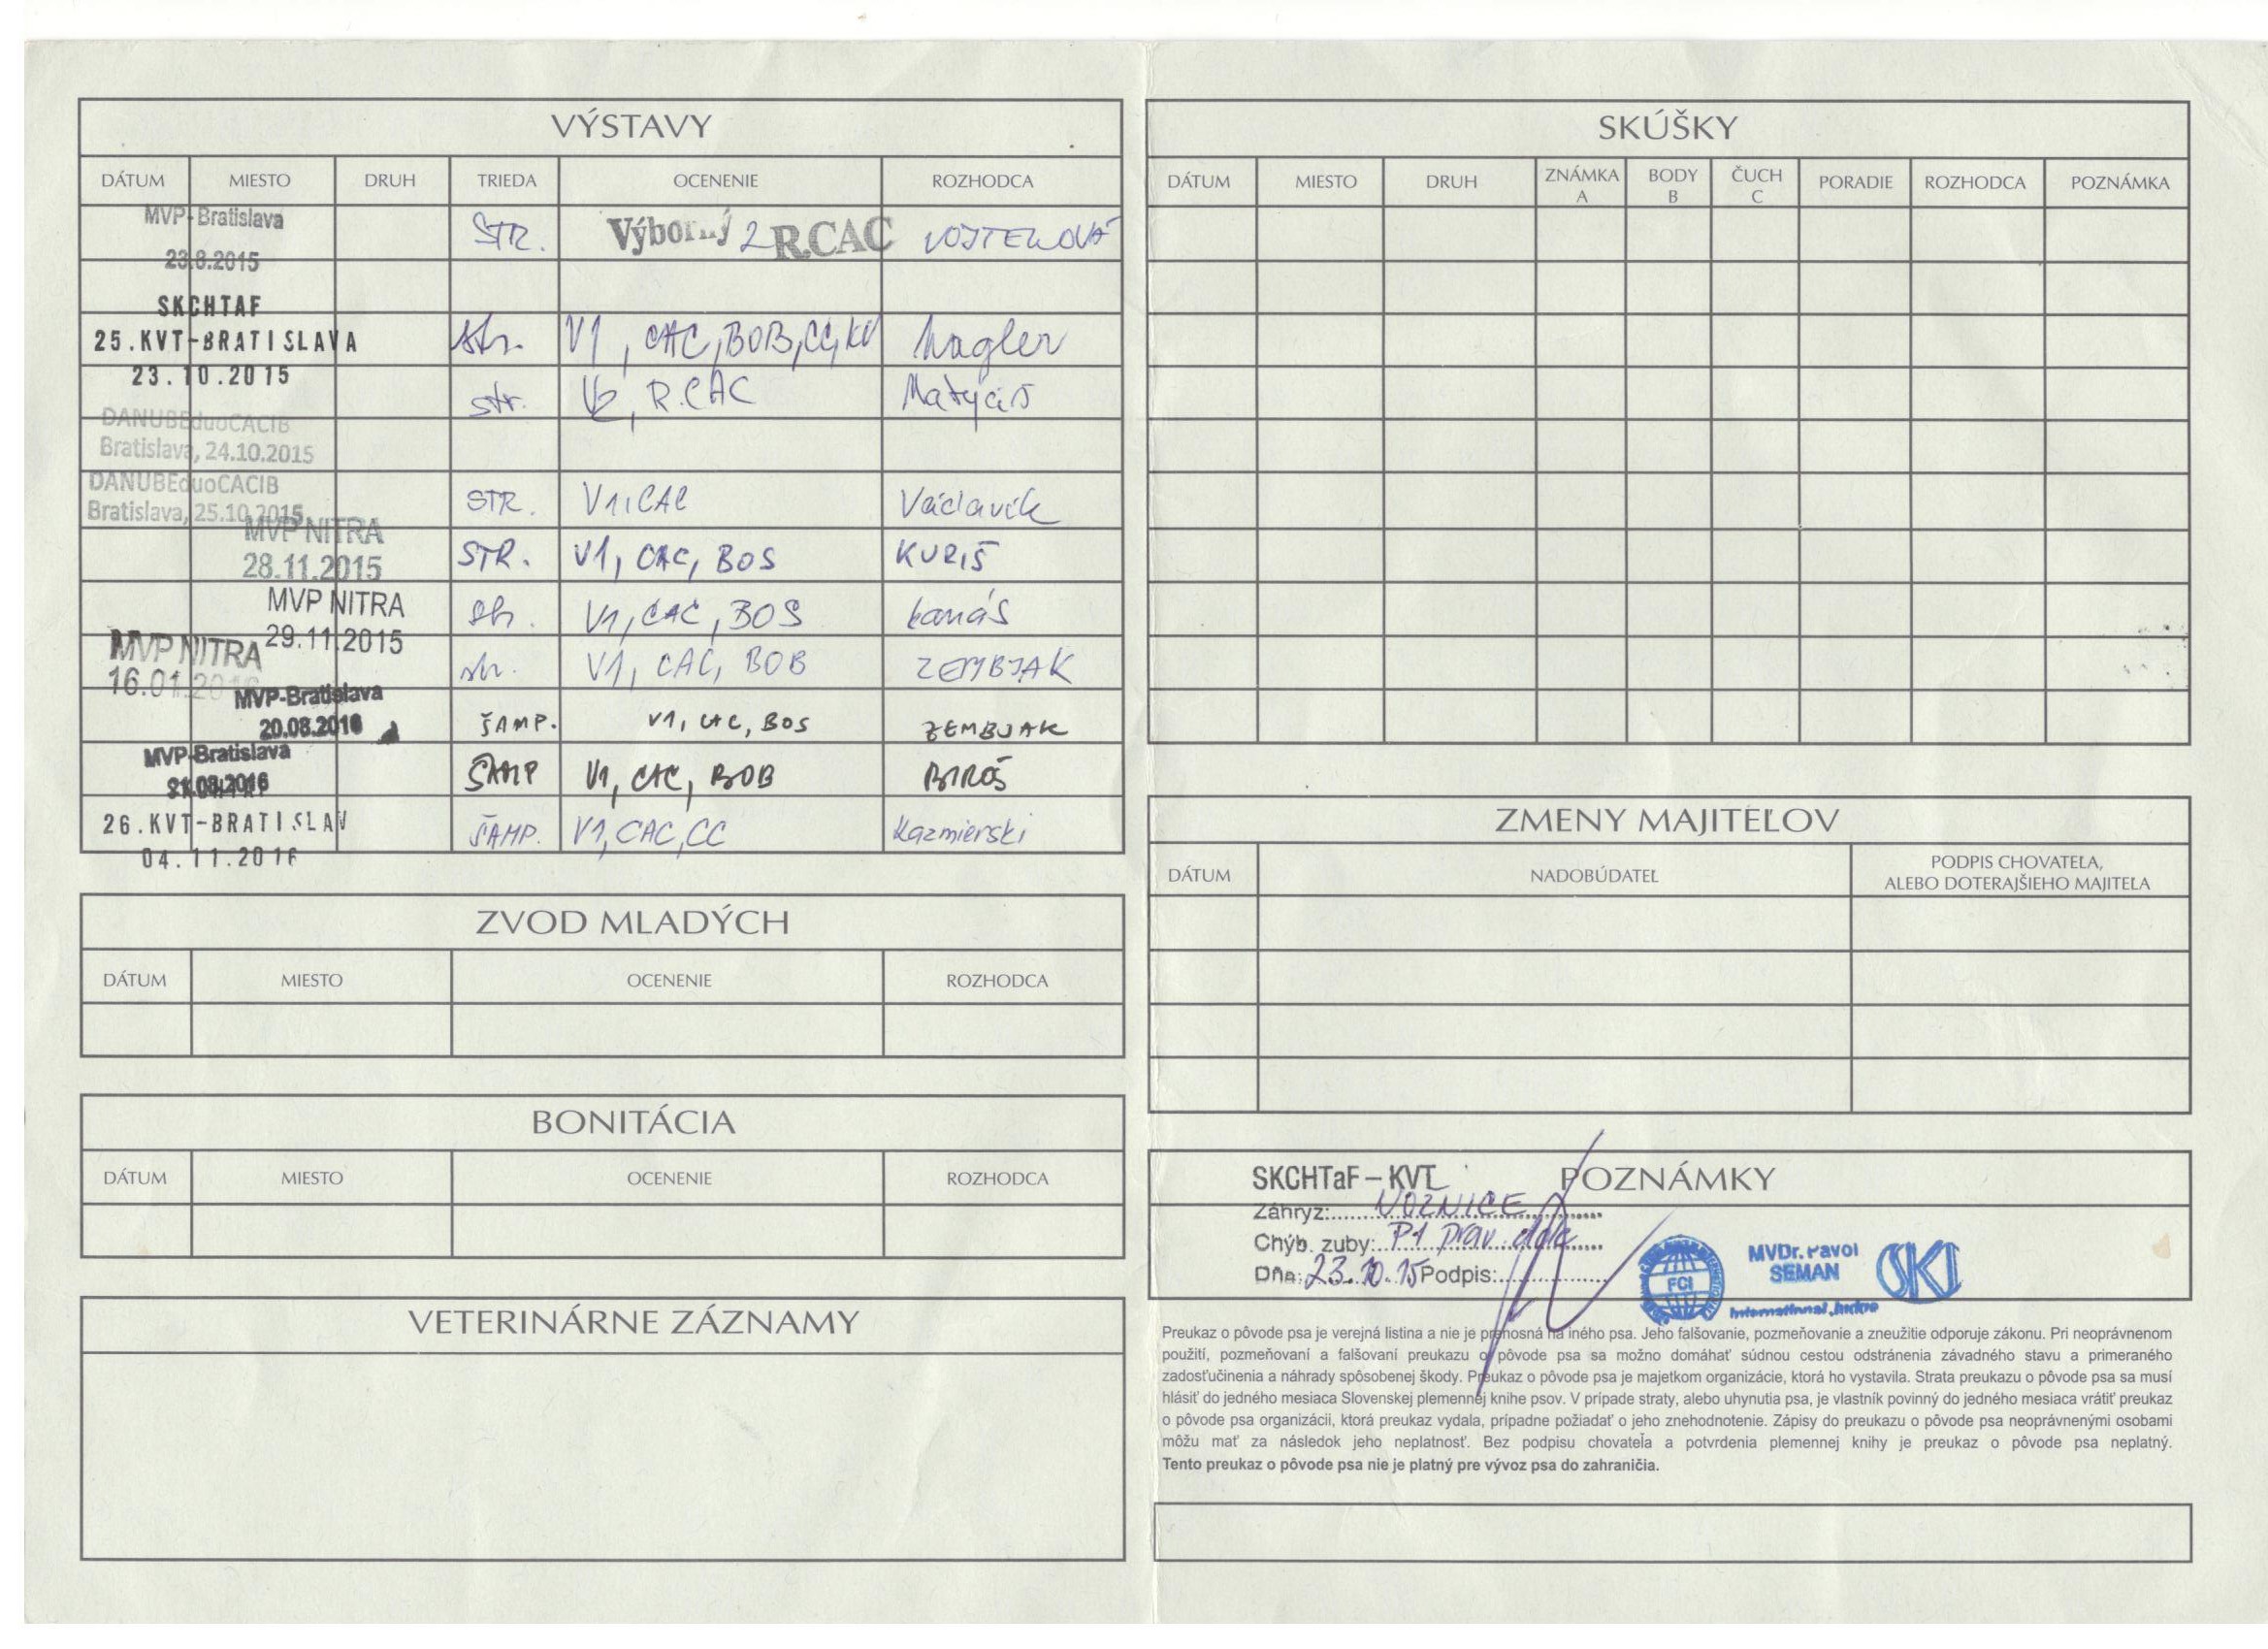 VÝSTAVY
DÁTUM MIESTO DRUH TRIEDA OCENENIE ROZHODCA
MVP-Bratislava
23.8.2015 STR. Výborný 2 R.CAC VOJTEKOVÁ
SKCHTAF
25.KVT-BRATISLAVA str. V1, CAC, BOB, CC, KV
23.10.2015
str. V2, R.CAC Matyáš
DANUBEduoCACIB
Bratislava, 24.10.2015
DANUBEduoCACIB
Bratislava, 25.10.2015 STR. V1, CAC Václavík
MVP NITRA
28.11.2015 STR. V1, CAC, BOS KURIŠ
MVP NITRA
29.11.2015 str. V1, CAC, BOS
MVP NITRA
16.01.2016 str. V1, CAC, BOB ZEMBJAK
MVP-Bratislava
20.08.2016 ŠAMP. V1, CAC, BOS ZEMBJAK
MVP-Bratislava
21.08.2016 ŠAMP V1, CAC, BOB BIROŠ
26.KVT-BRATISLAV ŠAMP. V1, CAC, CC Kazmierski
04.11.2016
ZVOD MLADÝCH
DÁTUM MIESTO OCENENIE ROZHODCA
BONITÁCIA
DÁTUM MIESTO OCENENIE ROZHODCA
VETERINÁRNE ZÁZNAMY
SKÚŠKY
DÁTUM MIESTO DRUH ZNÁMKA A BODY B ČUCH C PORADIE ROZHODCA POZNÁMKA
ZMENY MAJITEĽOV
DÁTUM NADOBÚDATEĽ PODPIS CHOVATEĽA,
ALEBO DOTERAJŠIEHO MAJITEĽA
POZNÁMKY
SKCHTaF – KVT
Záhryz: NOŽNICE
Chýb. zuby: P1 prav. dole
Dňa: 23.10.15 Podpis:
FCI
MVDr. Pavol
SEMAN
International Judge
SKJ
Preukaz o pôvode psa je verejná listina a nie je prenosná na iného psa. Jeho falšovanie, pozmeňovanie a zneužitie odporuje zákonu. Pri neoprávnenom
použití, pozmeňovaní a falšovaní preukazu o pôvode psa sa možno domáhať súdnou cestou odstránenia závadného stavu a primeraného
zadosťučinenia a náhrady spôsobenej škody. Preukaz o pôvode psa je majetkom organizácie, ktorá ho vystavila. Strata preukazu o pôvode psa sa musí
hlásiť do jedného mesiaca Slovenskej plemennej knihe psov. V prípade straty, alebo uhynutia psa, je vlastník povinný do jedného mesiaca vrátiť preukaz
o pôvode psa organizácii, ktorá preukaz vydala, prípadne požiadať o jeho znehodnotenie. Zápisy do preukazu o pôvode psa neoprávnenými osobami
môžu mať za následok jeho neplatnosť. Bez podpisu chovateľa a potvrdenia plemennej knihy je preukaz o pôvode psa neplatný.
Tento preukaz o pôvode psa nie je platný pre vývoz psa do zahraničia.